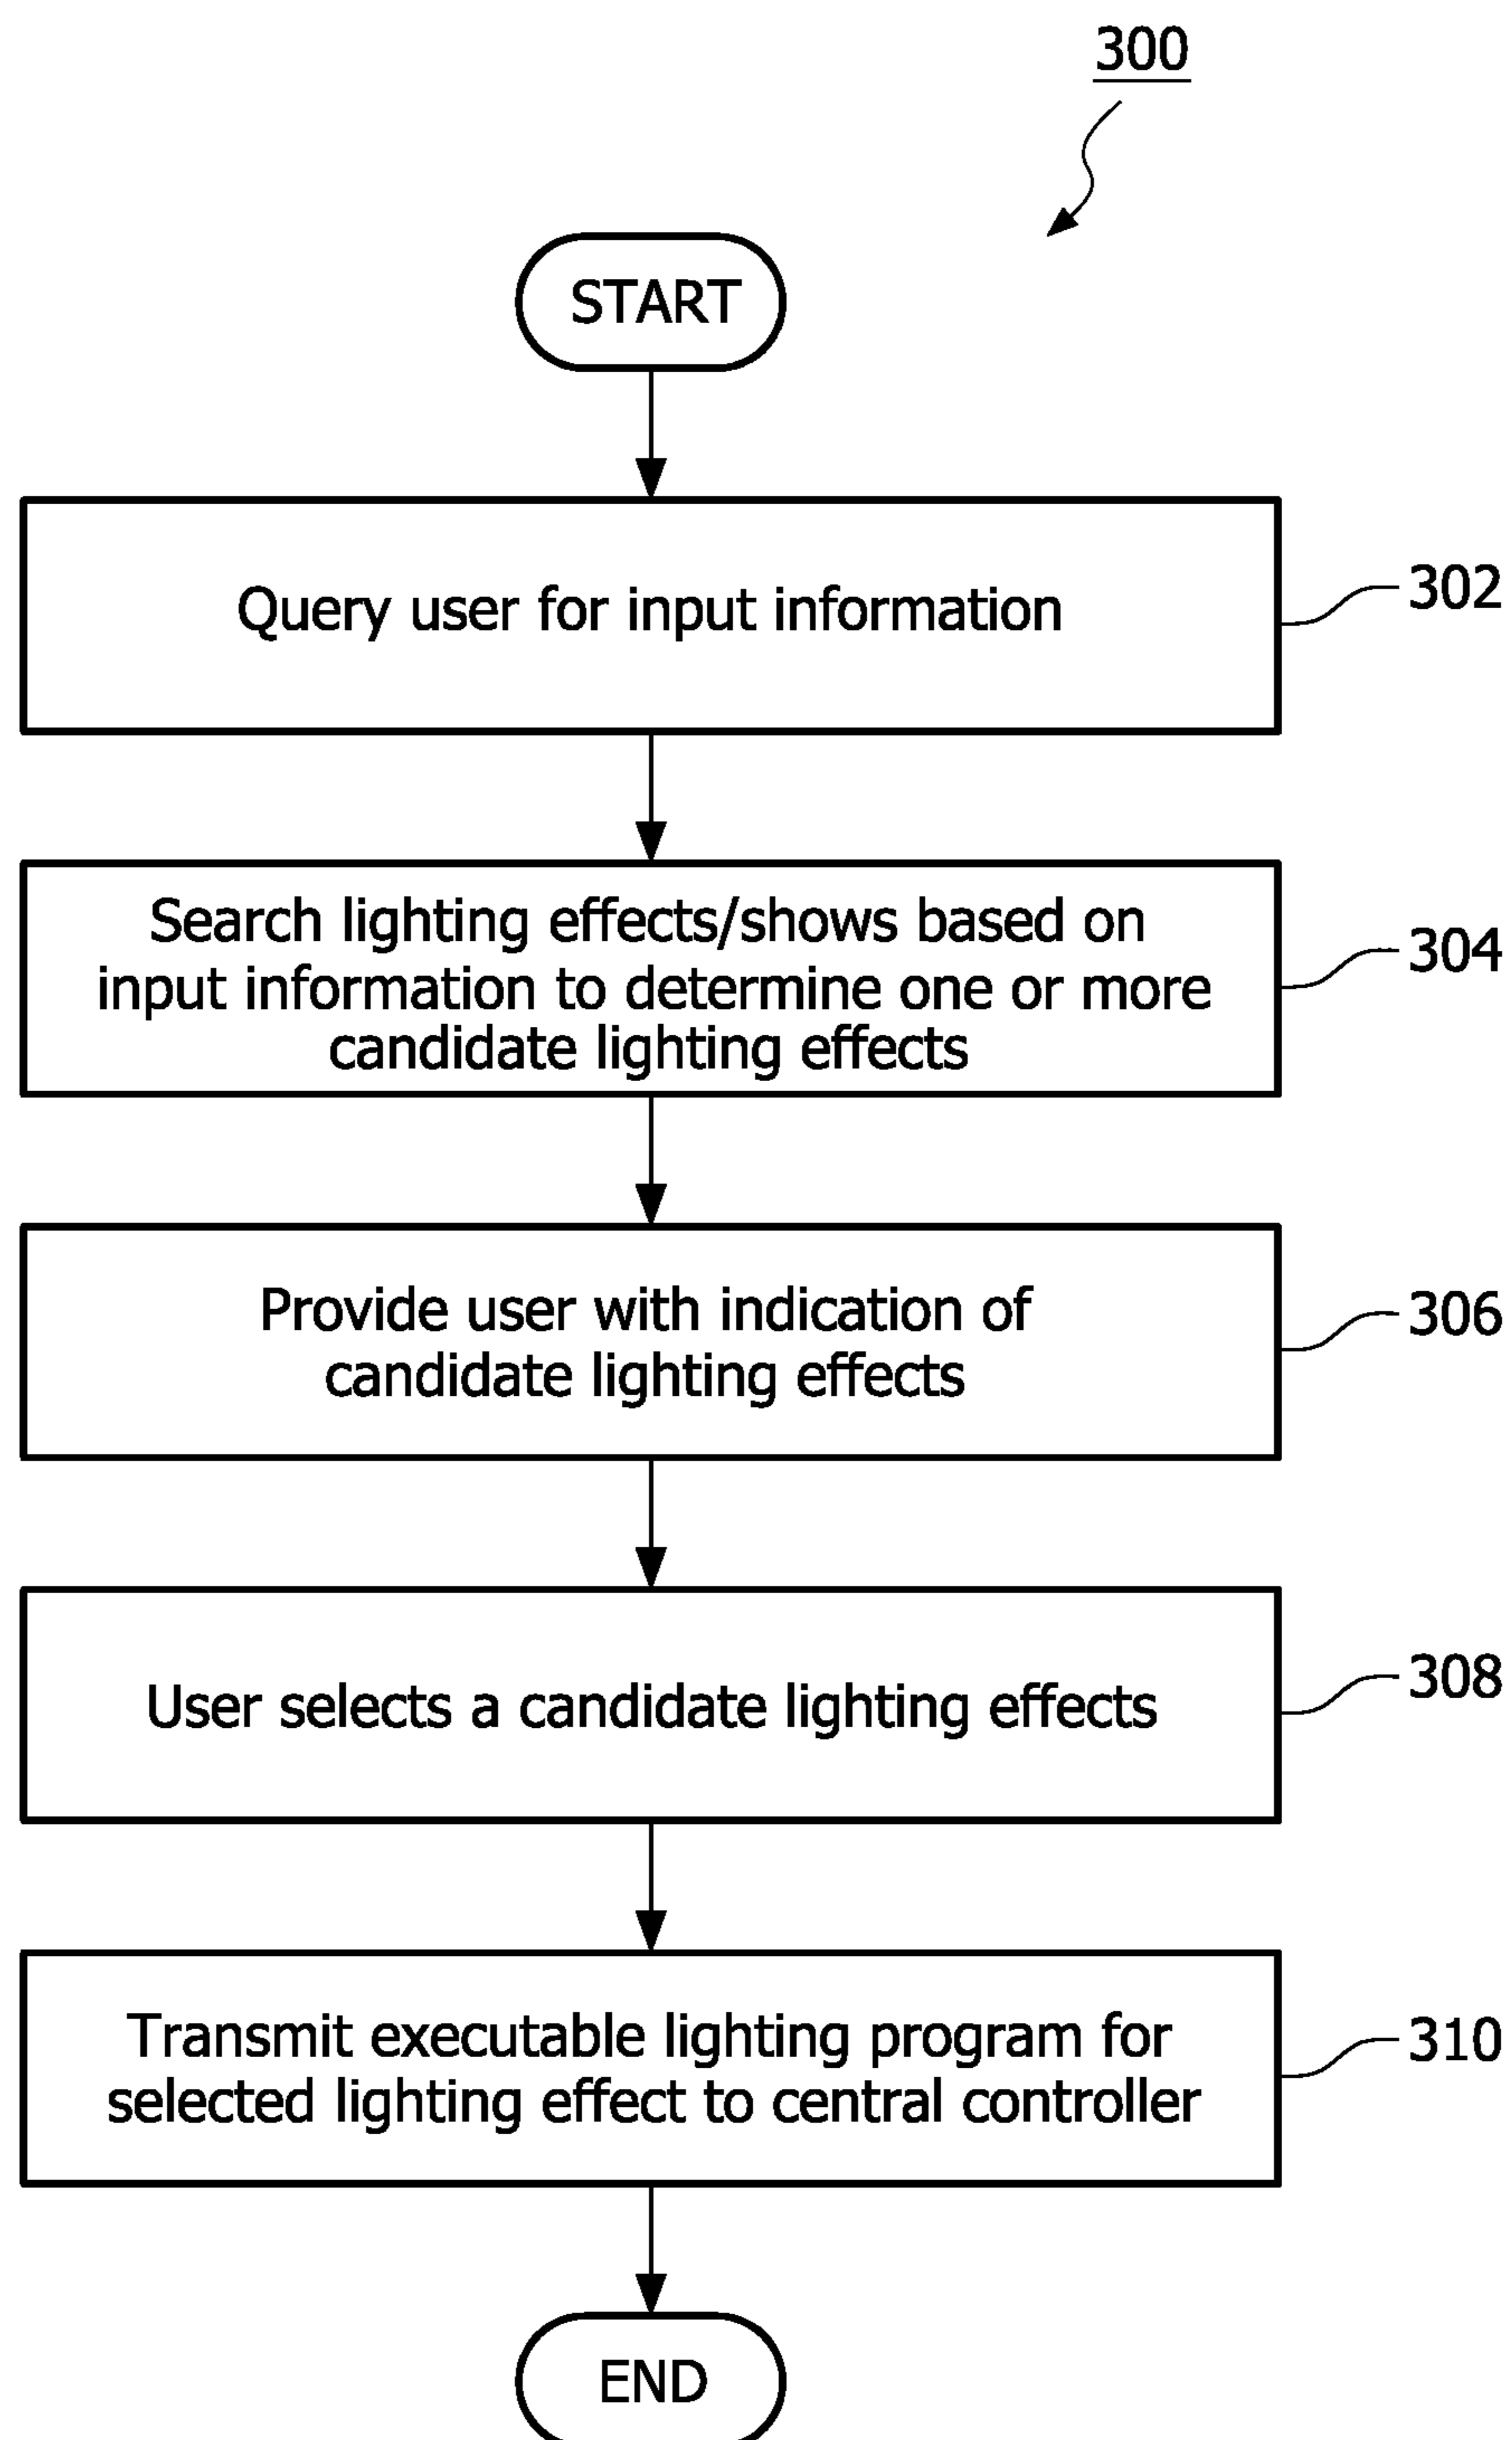 300
START
Query user for input information
302
Search lighting effects/shows based on
input information to determine one or more
candidate lighting effects
304
Provide user with indication of
candidate lighting effects
306
User selects a candidate lighting effects
308
Transmit executable lighting program for
selected lighting effect to central controller
310
END